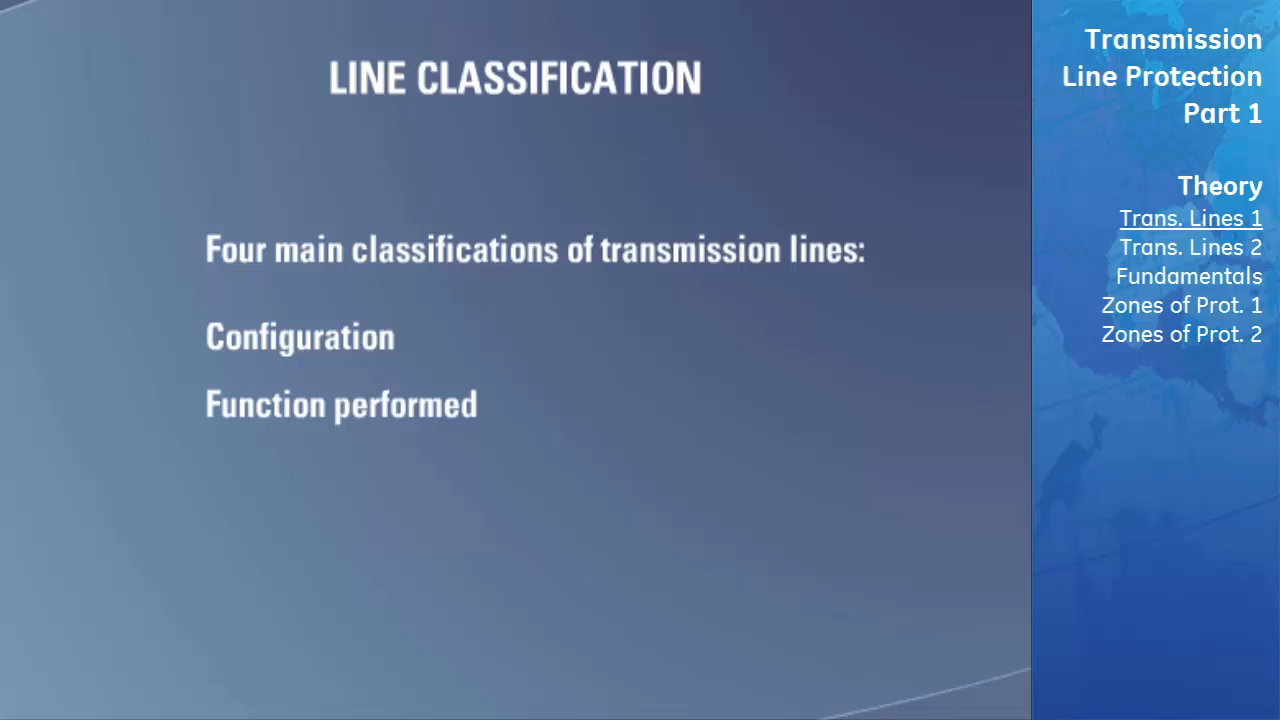 LINE CLASSIFICATION
Four main classifications of transmission lines:
Configuration
Function performed
Transmission
Line Protection
Part 1
Theory
Trans. Lines 1
Trans. Lines 2
Fundamentals
Zones of Prot. 1
Zones of Prot. 2